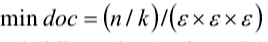 min doc = (n / k)/(ε × ε × ε)